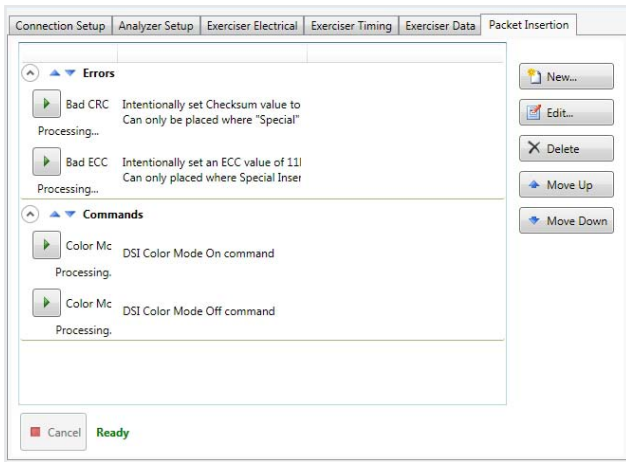 Connection Setup Analyzer Setup Exerciser Electrical Exerciser Timing Exerciser Data Packet Insertion
Errors
Bad CRC Intentionally set Checksum value to
Can only be placed where "Special"
Processing...
Bad ECC Intentionally set an ECC value of 11
Can only placed where Special Inser
Processing...
Commands
Color Mc DSI Color Mode On command
Processing.
Color Mc DSI Color Mode Off command
Processing.
New...
Edit...
Delete
Move Up
Move Down
Cancel Ready